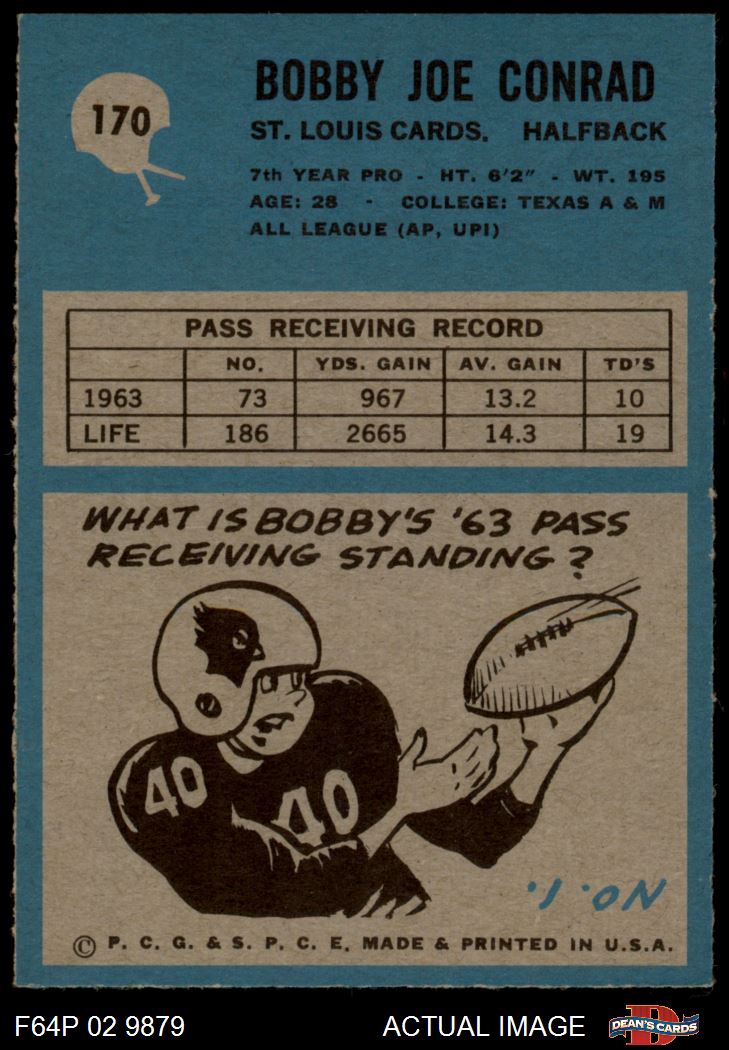 170
BOBBY JOE CONRAD
ST. LOUIS CARDS. HALFBACK
7th YEAR PRO - HT. 6'2" - WT. 195
AGE: 28 - COLLEGE: TEXAS A & M
ALL LEAGUE (AP, UPI)
PASS RECEIVING RECORD
NO. YDS. GAIN AV. GAIN TD'S
1963 73 967 13.2 10
LIFE 186 2665 14.3 19
WHAT IS BOBBY'S '63 PASS
RECEIVING STANDING?
40 40
NO. 1.
© P. C. G. & S. P. C. E. MADE & PRINTED IN U.S.A.
F64P 02 9879 ACTUAL IMAGE D DEAN'S CARDS